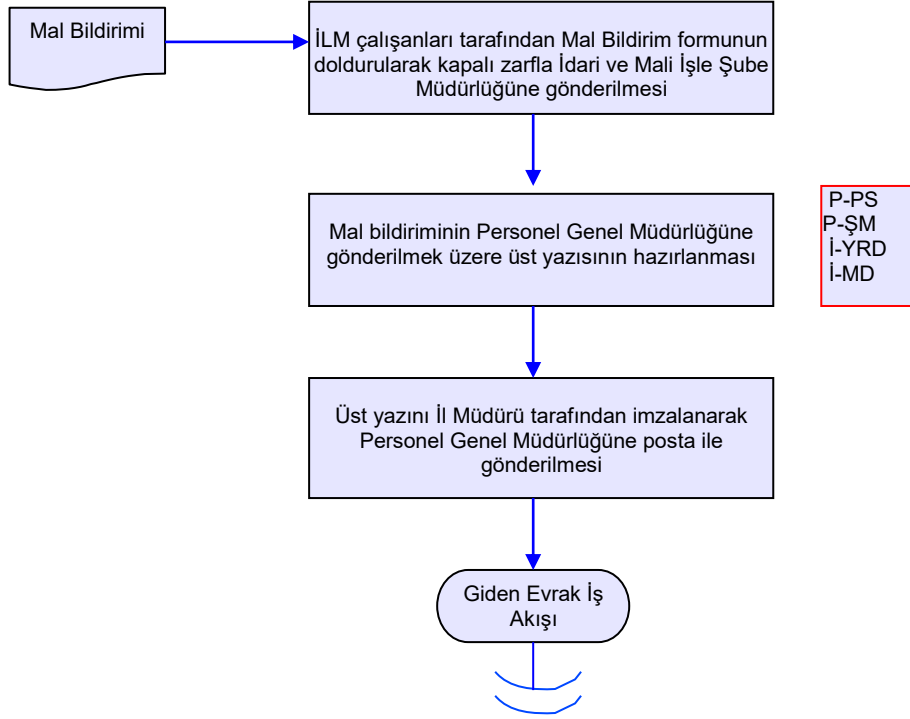 Mal Bildirimi
İLM çalışanları tarafından Mal Bildirim formunun
doldurularak kapalı zarfla İdari ve Mali İşle Şube
Müdürlüğüne gönderilmesi
Mal bildiriminin Personel Genel Müdürlüğüne
gönderilmek üzere üst yazısının hazırlanması
P-PS
P-ŞM
İ-YRD
İ-MD
Üst yazını İl Müdürü tarafından imzalanarak
Personel Genel Müdürlüğüne posta ile
gönderilmesi
Giden Evrak İş
Akışı